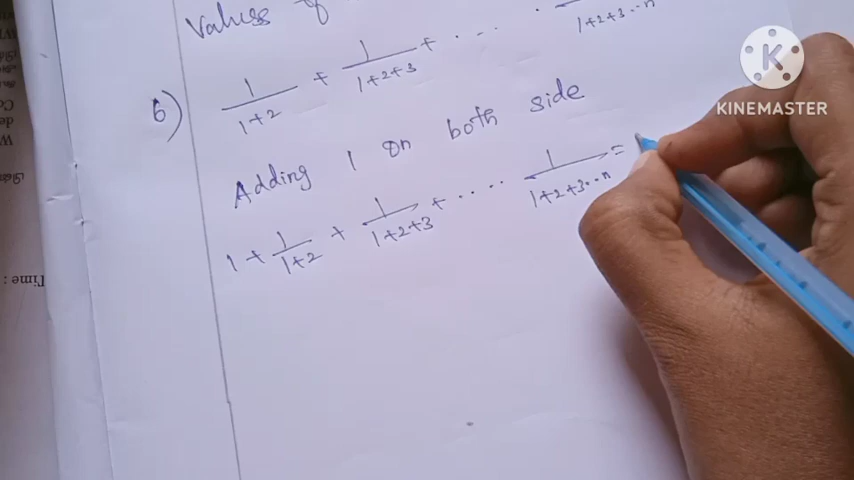 Values of
6) 1/1+2 + 1/1+2+3 + ..... 1+2+3..n
Adding 1 on both side
1 + 1/1+2 + 1/1+2+3 + .... 1/1+2+3..n =
K
KINEMASTER
Time :